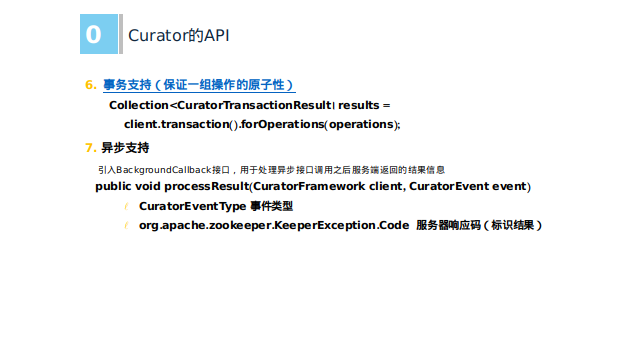 0
Curator的API
6. 事务支持（保证一组操作的原子性）
Collection<CuratorTransactionResult> results =
client.transaction().forOperations(operations);
7. 异步支持
引入BackgroundCallback接口，用于处理异步接口调用之后服务端返回的结果信息
public void processResult(CuratorFramework client, CuratorEvent event)
CuratorEventType 事件类型
org.apache.zookeeper.KeeperException.Code 服务器响应码（标识结果）